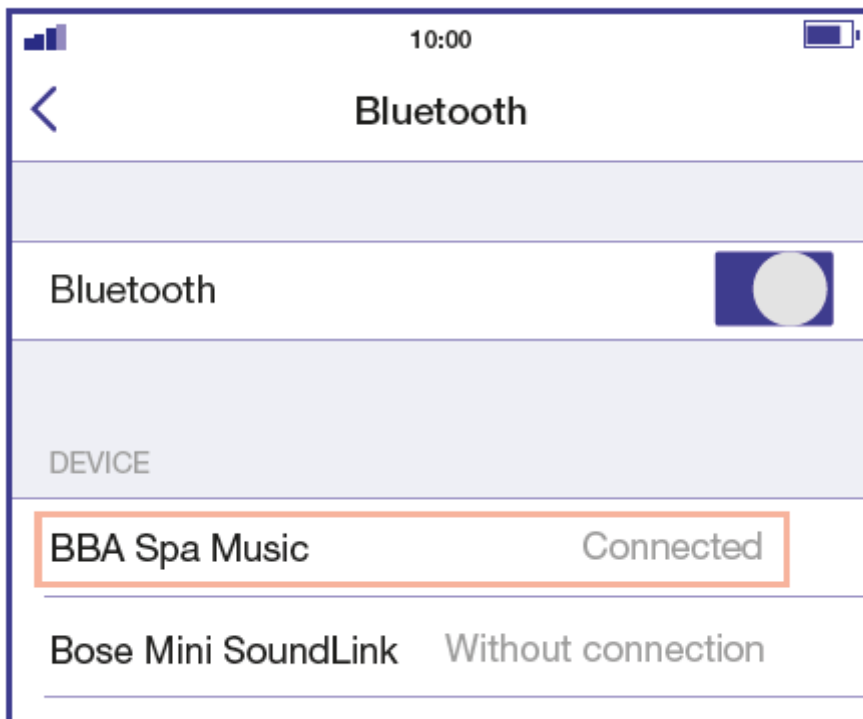 10:00
Bluetooth
Bluetooth
DEVICE
BBA Spa Music Connected
Bose Mini SoundLink Without connection